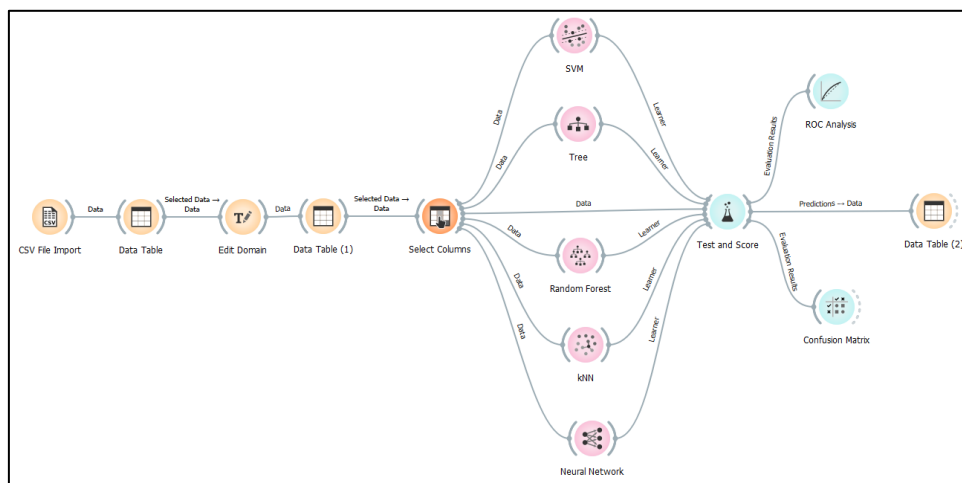 SVM
Data
Learner
ROC Analysis
Evaluation Results
Tree
Data
Learner
CSV
CSV File Import
Data
Data Table
Selected Data → Data
T
Edit Domain
Data
Data Table (1)
Selected Data → Data
Select Columns
Data
Test and Score
Predictions → Data
Data Table (2)
Data
Random Forest
Learner
Evaluation Results
Confusion Matrix
Data
kNN
Learner
Data
Neural Network
Learner